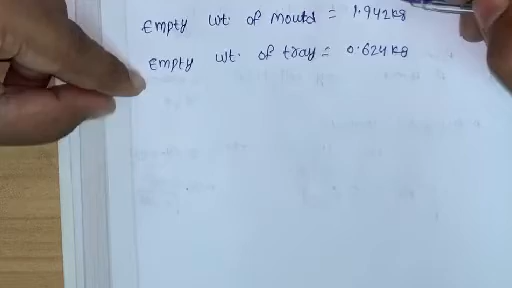 Empty wt. of mould = 1.942kg
Empty wt. of tray = 0.624kg